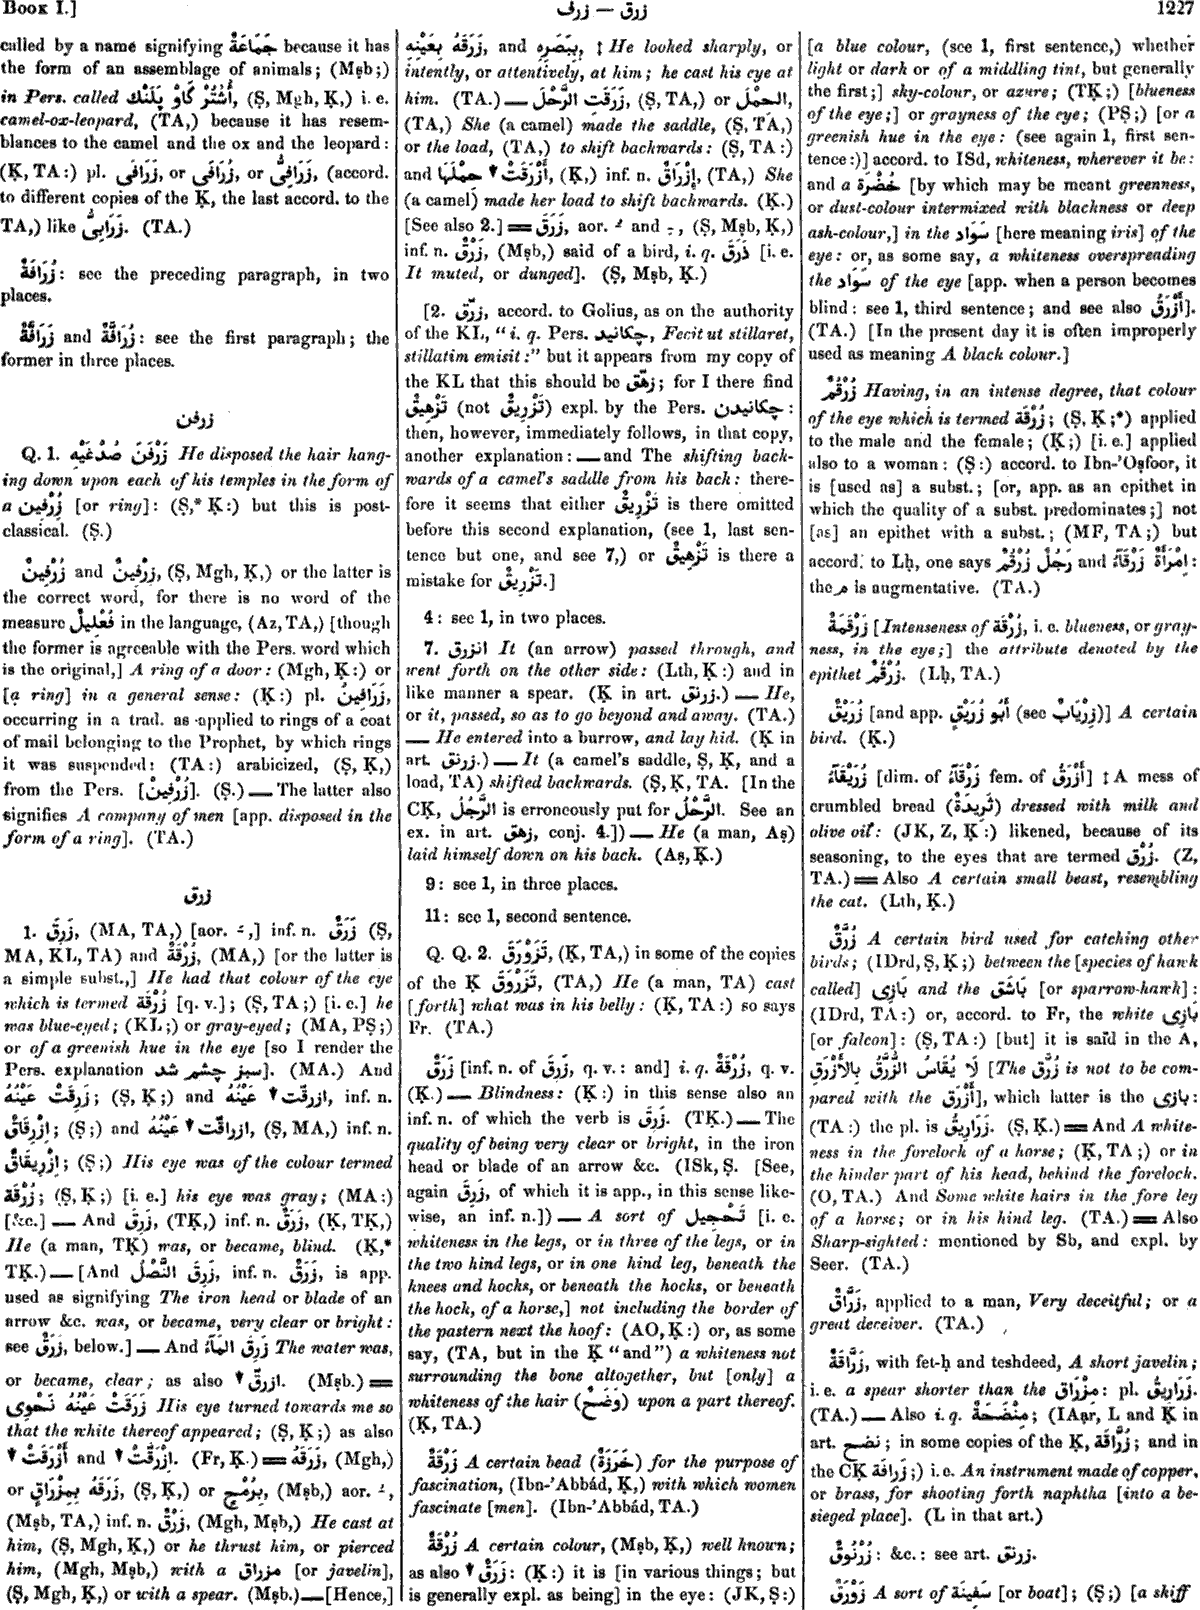 BOOK I.]
زرف — زرق
1227
called by a name signifying جَمَاعَةٌ because it has
the form of an assemblage of animals; (Mṣb;)
in Pers. called أُشْتُرْ كَاوْ پَلَنْكْ, (Ṣ, Mgh, Ḳ,) i. e.
camel-ox-leopard, (TA,) because it has resem-
blances to the camel and the ox and the leopard:
(Ḳ, TA:) pl. زَرَافَى, or زُرَافَى, or زَرَافِىُّ, (accord.
to different copies of the Ḳ, the last accord. to the
TA,) like زَرَابِىُّ. (TA.)
زُرَافَةٌ: see the preceding paragraph, in two
places.
زَرَافَّةٌ and زُرَافَّةٌ: see the first paragraph; the
former in three places.
زرفن
Q. 1. زَرْفَنَ صُدْغَيْهِ He disposed the hair hang-
ing down upon each of his temples in the form of
a زُرْفين [or ring]: (Ṣ,* Ḳ:) but this is post-
classical. (Ṣ.)
زُرْفِينٌ and زِرْفِينٌ, (Ṣ, Mgh, Ḳ,) or the latter is
the correct word, for there is no word of the
measure فُعْلِيلٌ in the language, (Az, TA,) [though
the former is agreeable with the Pers. word which
is the original,] A ring of a door: (Mgh, Ḳ:) or
[a ring] in a general sense: (Ḳ:) pl. زَرَافِينُ,
occurring in a trad. as applied to rings of a coat
of mail belonging to the Prophet, by which rings
it was suspended: (TA:) arabicized, (Ṣ, Ḳ,)
from the Pers. [زُرْفِينْ]. (Ṣ.) — The latter also
signifies A company of men [app. disposed in the
form of a ring]. (TA.)
زرق
1. زَرِقَ, (MA, TA,) [aor. ـَ,] inf. n. زَرَقٌ (Ṣ,
MA, KL, TA) and زُرْقَةٌ, (MA,) [or the latter is
a simple subst.,] He had that colour of the eye
which is termed زُرْقَة [q. v.]; (Ṣ, TA;) [i. e.] he
was blue-eyed; (KL;) or gray-eyed; (MA, PṢ;)
or of a greenish hue in the eye [so I render the
Pers. explanation سبز چشم شد]. (MA.) And
زَرِقَتْ عَيْنُهُ; (Ṣ, Ḳ;) and ازرقّت ▼ عَيْنُهُ, inf. n.
اِزْرِقَاقٌ; (Ṣ;) and ازراقّت ▼ عَيْنُهُ, (Ṣ, MA,) inf. n.
اِزْرِيقَاقٌ; (Ṣ;) His eye was of the colour termed
زُرْقَة; (Ṣ, Ḳ;) [i. e.] his eye was gray; (MA:)
[&c.] — And زَرِقَ, (TḲ,) inf. n. زَرَقٌ, (Ḳ, TḲ,)
He (a man, TḲ) was, or became, blind. (Ḳ,*
TḲ.) — [And زَرِقَ النَّصْلُ, inf. n. زَرَقٌ, is app.
used as signifying The iron head or blade of an
arrow &c. was, or became, very clear or bright:
see زَرَقٌ, below.] — And زَرِقَ المَآءُ The water was,
or became, clear; as also ▼ ازرقّ. (Mṣb.) ==
زَرَقَتْ عَيْنُهُ نَحْوِى His eye turned towards me so
that the white thereof appeared; (Ṣ, Ḳ;) as also
▼ أَزْرَقَتْ and ▼ اِزْرَقَّتْ. (Fr, Ḳ.) == زَرَقَهُ, (Mgh,)
or زَرَقَهُ بِمِزْرَاقٍ, (Ṣ, Ḳ,) or بِرُمْحٍ, (Mṣb,) aor. ـُ,
(Mṣb, TA,) inf. n. زَرْقٌ, (Mgh, Mṣb,) He cast at
him, (Ṣ, Mgh, Ḳ,) or he thrust him, or pierced
him, (Mgh, Mṣb,) with a مزراق [or javelin],
(Ṣ, Mgh, Ḳ,) or with a spear. (Mṣb.) — [Hence,]
زَرَقَهُ بِعَيْنِهِ, and بِبَصَرِهِ, ‡ He looked sharply, or
intently, or attentively, at him; he cast his eye at
him. (TA.) — زَرَقَتِ الرَّحْلَ, (Ṣ, TA,) or الحِمْلَ,
(TA,) She (a camel) made the saddle, (Ṣ, TA,)
or the load, (TA,) to shift backwards: (Ṣ, TA:)
and أَزْرَقَتْ ▼ حِمْلَهَا, (Ḳ,) inf. n. إِزْرَاقٌ, (TA,) She
(a camel) made her load to shift backwards. (Ḳ.)
[See also 2.] == زَرَقَ, aor. ـُ and ـِ, (Ṣ, Mṣb, Ḳ,)
inf. n. زَرْقٌ, (Mṣb,) said of a bird, i. q. ذَرَقَ [i. e.
It muted, or dunged]. (Ṣ, Mṣb, Ḳ.)
[2. زرّق, accord. to Golius, as on the authority
of the KL, “i. q. Pers. چكانيد, Fecit ut stillaret,
stillatim emisit:” but it appears from my copy of
the KL that this should be زهّق; for I there find
تَزْهِيقٌ (not تَزْرِيقٌ) expl. by the Pers. چكانيدن:
then, however, immediately follows, in that copy,
another explanation: — and The shifting back-
wards of a camel's saddle from his back: there-
fore it seems that either تَزْرِيقٌ is there omitted
before this second explanation, (see 1, last sen-
tence but one, and see 7,) or تَزْهِيقٌ is there a
mistake for تَزْرِيقٌ.]
4: see 1, in two places.
7. انزرق It (an arrow) passed through, and
went forth on the other side: (Lth, Ḳ:) and in
like manner a spear. (Ḳ in art. زرنق.) — He,
or it, passed, so as to go beyond and away. (TA.)
— He entered into a burrow, and lay hid. (Ḳ in
art. زرنق.) — It (a camel's saddle, Ṣ, Ḳ, and a
load, TA) shifted backwards. (Ṣ, Ḳ, TA. [In the
CḲ, الرَّجُلُ is erroneously put for الرَّحْلُ. See an
ex. in art. زهق, conj. 4.]) — He (a man, Aṣ)
laid himself down on his back. (Aṣ, Ḳ.)
9: see 1, in three places.
11: see 1, second sentence.
Q. Q. 2. تَزَوْرَقَ, (Ḳ, TA,) in some of the copies
of the Ḳ تَزَرْوَقَ, (TA,) He (a man, TA) cast
[forth] what was in his belly: (Ḳ, TA:) so says
Fr. (TA.)
زَرَقٌ [inf. n. of زَرِقَ, q. v.: and] i. q. زُرْقَةٌ, q. v.
(Ḳ.) — Blindness: (Ḳ:) in this sense also an
inf. n. of which the verb is زَرِقَ. (TḲ.) — The
quality of being very clear or bright, in the iron
head or blade of an arrow &c. (ISk, Ṣ. [See,
again زَرِقَ, of which it is app., in this sense like-
wise, an inf. n.]) — A sort of تَحْجِيل [i. e.
whiteness in the legs, or in three of the legs, or in
the two hind legs, or in one hind leg, beneath the
knees and hocks, or beneath the hocks, or beneath
the hock, of a horse,] not including the border of
the pastern next the hoof: (AO, Ḳ:) or, as some
say, (TA, but in the Ḳ “and”) a whiteness not
surrounding the bone altogether, but [only] a
whiteness of the hair (وَضَحٌ) upon a part thereof.
(Ḳ, TA.)
زَرْقَةٌ A certain bead (خَرَزَةٌ) for the purpose of
fascination, (Ibn-'Abbád, Ḳ,) with which women
fascinate [men]. (Ibn-'Abbád, TA.)
زُرْقَةٌ A certain colour, (Mṣb, Ḳ,) well known;
as also ▼ زَرَقٌ: (Ḳ:) it is [in various things; but
is generally expl. as being] in the eye: (JK, Ṣ:)
[a blue colour, (see 1, first sentence,) whether
light or dark or of a middling tint, but generally
the first;] sky-colour, or azure; (TḲ;) [blueness
of the eye;] or grayness of the eye; (PṢ;) [or a
greenish hue in the eye: (see again 1, first sen-
tence:)] accord. to ISd, whiteness, wherever it be:
and a خُضْرَة [by which may be meant greenness,
or dust-colour intermixed with blackness or deep
ash-colour,] in the سَوَاد [here meaning iris] of the
eye: or, as some say, a whiteness overspreading
the سَوَاد of the eye [app. when a person becomes
blind: see 1, third sentence; and see also أَزْرَقُ].
(TA.) [In the present day it is often improperly
used as meaning A black colour.]
زُرْقُمٌ Having, in an intense degree, that colour
of the eye which is termed زُرْقَة; (Ṣ, Ḳ;*) applied
to the male and the female; (Ḳ;) [i. e.] applied
also to a woman: (Ṣ:) accord. to Ibn-'Oṣfoor, it
is [used as] a subst.; [or, app. as an epithet in
which the quality of a subst. predominates;] not
[as] an epithet with a subst.; (MF, TA;) but
accord. to Lḥ, one says رَجُلٌ زُرْقُمٌ and اِمْرَأَةٌ زَرْقَآءُ:
the م is augmentative. (TA.)
زَرْقَمَةٌ [Intenseness of زُرْقَة, i. e. blueness, or gray-
ness, in the eye;] the attribute denoted by the
epithet زُرْقُمٌ. (Lḥ, TA.)
زُرَيْقٌ [and app. أَبُو زُرَيْقٍ (see زِرْيَابٌ)] A certain
bird. (Ḳ.)
زُرَيْقَآءُ [dim. of زَرْقَآءُ fem. of أَزْرَقُ] ‡ A mess of
crumbled bread (ثَرِيدَةٌ) dressed with milk and
olive oil: (JK, Z, Ḳ:) likened, because of its
seasoning, to the eyes that are termed زُرْق. (Z,
TA.) == Also A certain small beast, resembling
the cat. (Lth, Ḳ.)
زُرَّقٌ A certain bird used for catching other
birds; (IDrd, Ṣ, Ḳ;) between the [species of hawk
called] بَازِى and the بَاشَق [or sparrow-hawk]:
(IDrd, TA:) or, accord. to Fr, the white بَازِى
[or falcon]: (Ṣ, TA:) [but] it is said in the A,
لَا يُقَاسُ الزُّرَّقُ بِالأَزْرَقِ [The زُرَّق is not to be com-
pared with the أَزْرَق], which latter is the بازى:
(TA:) the pl. is زَرَارِيقُ. (Ṣ, Ḳ.) == And A white-
ness in the forelock of a horse; (Ḳ, TA;) or in
the hinder part of his head, behind the forelock.
(O, TA.) And Some white hairs in the fore leg
of a horse; or in his hind leg. (TA.) == Also
Sharp-sighted: mentioned by Sb, and expl. by
Seer. (TA.)
زَرَّاقٌ, applied to a man, Very deceitful; or a
great deceiver. (TA.)
زَرَّاقَةٌ, with fet-ḥ and teshdeed, A short javelin;
i. e. a spear shorter than the مِزْرَاق: pl. زَرَارِيقُ.
(TA.) — Also i. q. مِنْضَحَةٌ; (IAạr, L and Ḳ in
art. نضح; in some copies of the Ḳ, زُرَّاقَةٌ; and in
the CḲ زُرافَة;) i. e. An instrument made of copper,
or brass, for shooting forth naphtha [into a be-
sieged place]. (L in that art.)
زُرْنُوقٌ: &c.: see art. زرنق.
زَوْرَقٌ A sort of سَفِينَة [or boat]; (Ṣ;) [a skiff